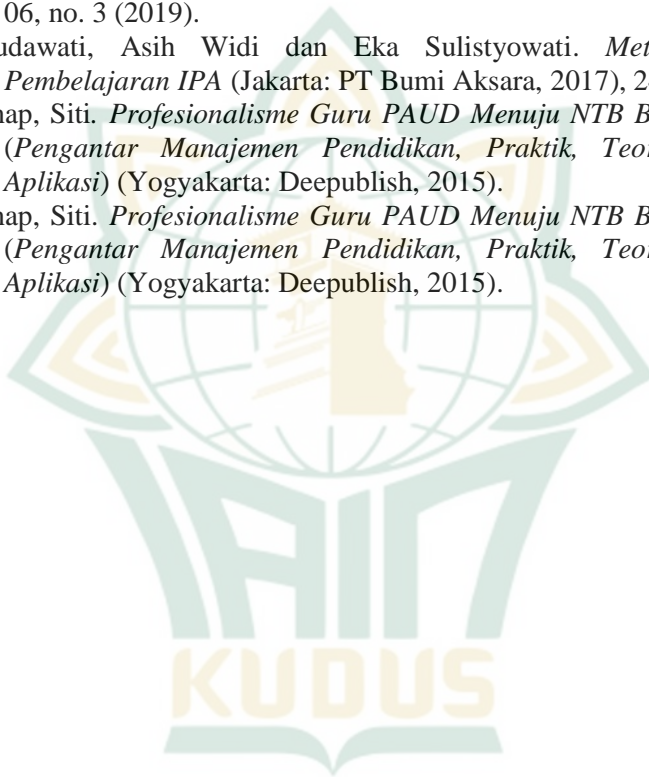 06, no. 3 (2019).
udawati, Asih Widi dan Eka Sulistyowati. Met
Pembelajaran IPA (Jakarta: PT Bumi Aksara, 2017), 2
nap, Siti. Profesionalisme Guru PAUD Menuju NTB B
(Pengantar Manajemen Pendidikan, Praktik, Teor
Aplikasi) (Yogyakarta: Deepublish, 2015).
nap, Siti. Profesionalisme Guru PAUD Menuju NTB B
(Pengantar Manajemen Pendidikan, Praktik, Teor
Aplikasi) (Yogyakarta: Deepublish, 2015).
IAIN
KUDUS